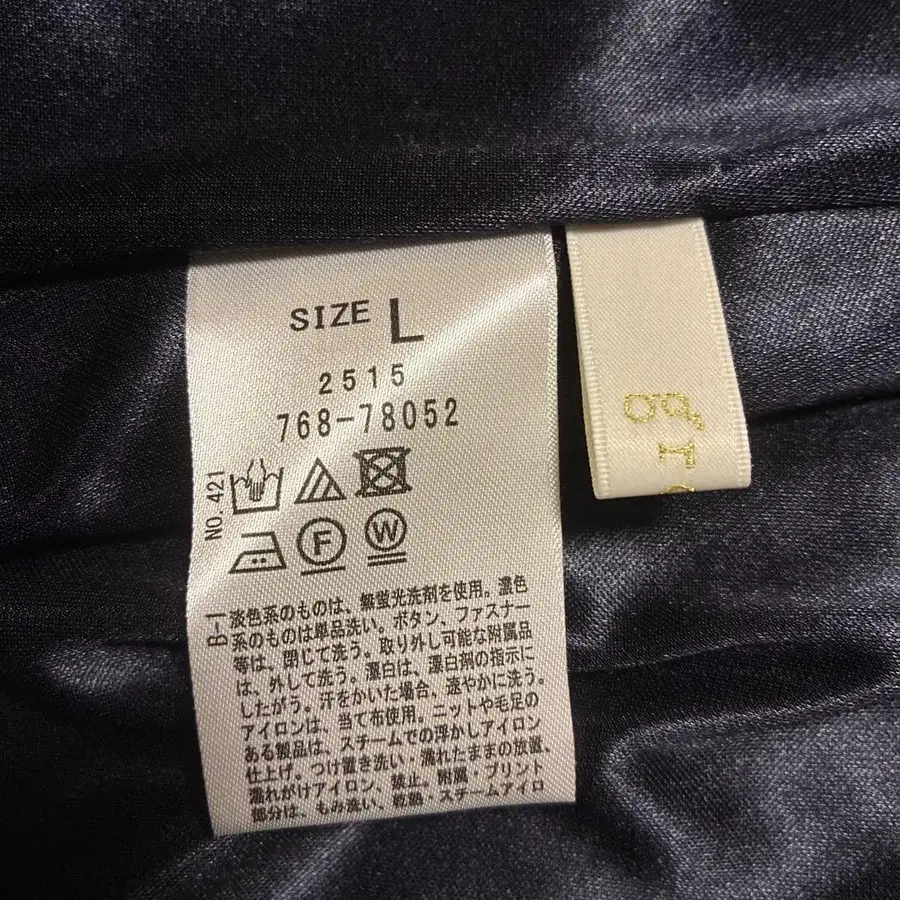 SIZE L
2515
768-78052
NO. 421
F
W
B-1
淡色系のものは、無蛍光洗剤を使用。濃色
系のものは単品洗い、ボタン、ファスナー
等は、閉じて洗う。取り外し可能な附属品
は、外して洗う。漂白は、漂白剤の指示に
したがう。汗をかいた場合、速やかに洗う。
アイロンは、当て布使用。ニットや毛足の
ある製品は、スチームでの浮かしアイロン
仕上げ。つけ置き洗い・濡れたままの放置、
濡れがけアイロン、禁止。附属・プリント
部分は、もみ洗い、乾熱・スチームアイロ
gr